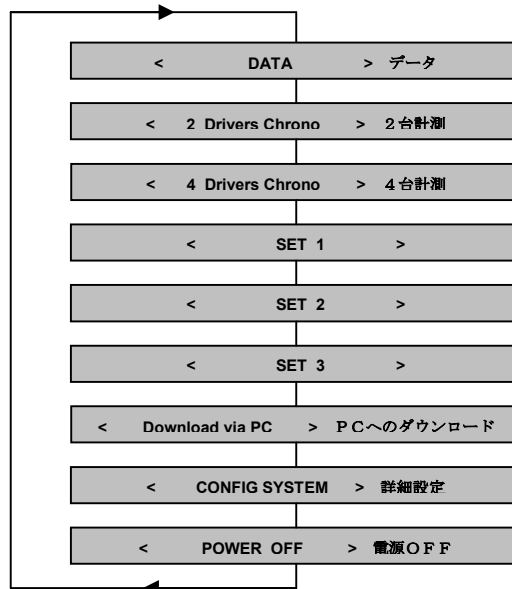 < DATA > データ
< 2 Drivers Chrono > 2台計測
< 4 Drivers Chrono > 4台計測
< SET 1 >
< SET 2 >
< SET 3 >
< Download via PC > PCへのダウンロード
< CONFIG SYSTEM > 詳細設定
< POWER OFF > 電源OFF